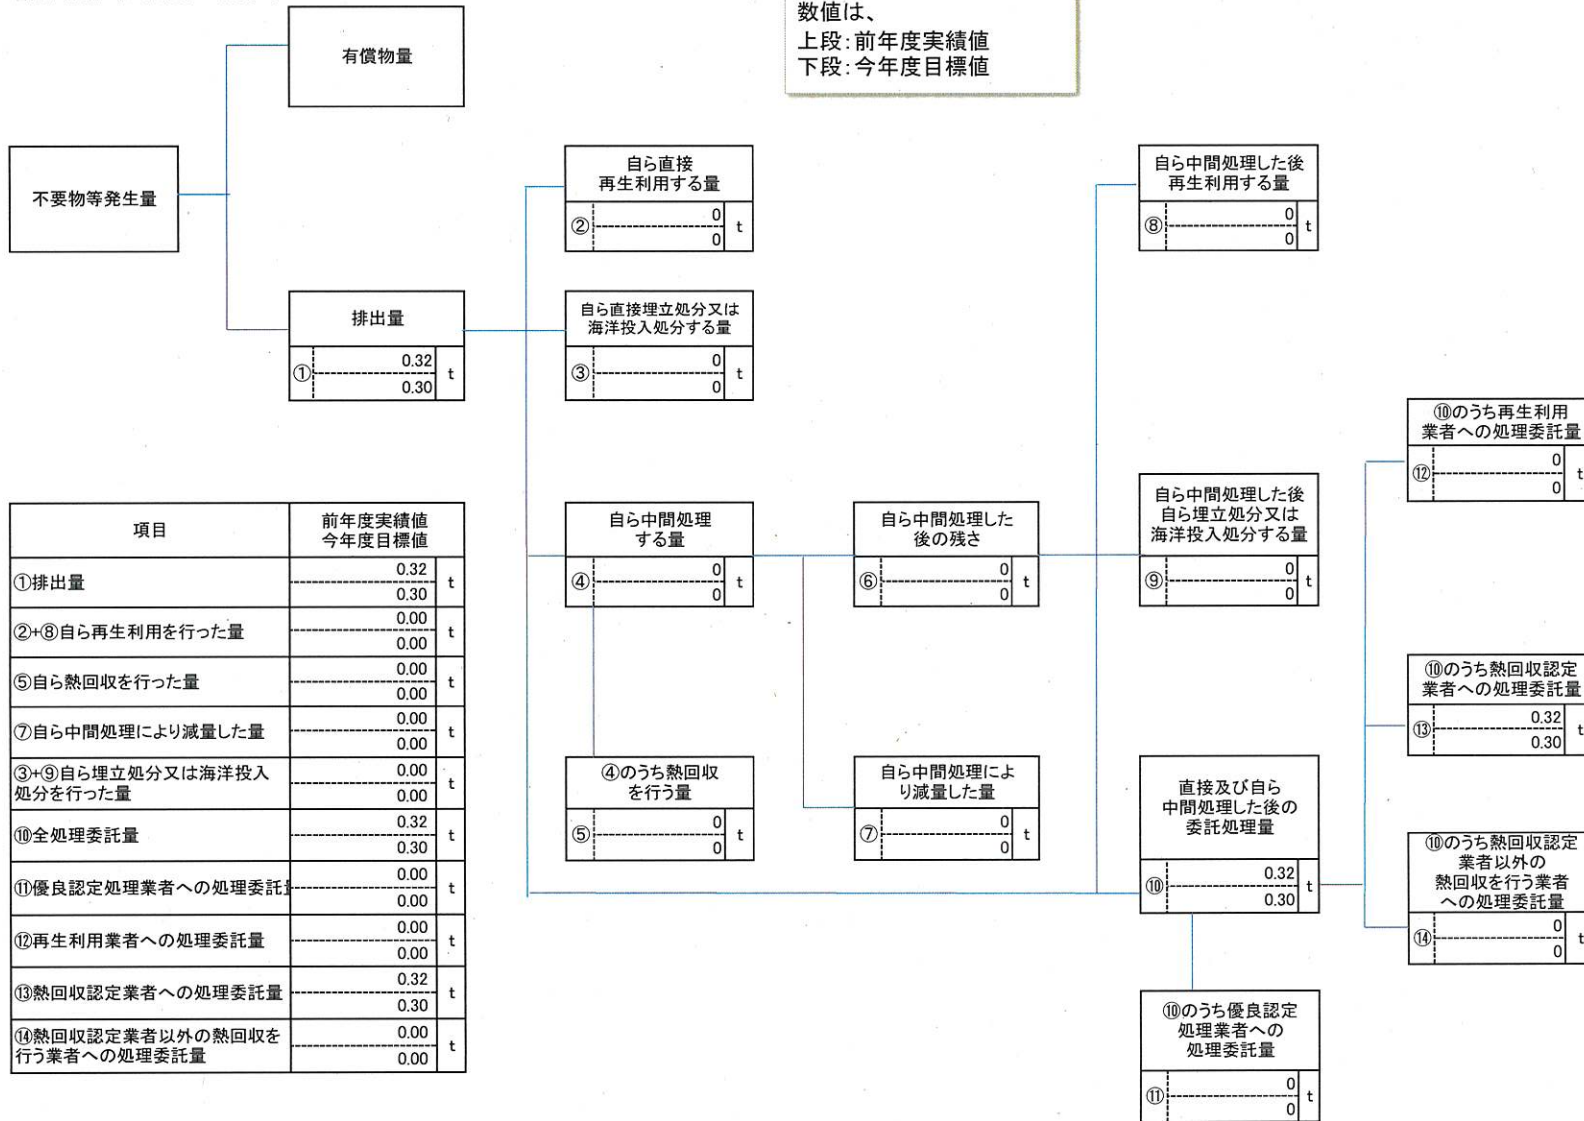 数値は、
上段：前年度実績値
下段：今年度目標値
有償物量
不要物等発生量
排出量
① 0.32 t
0.30
自ら直接
再生利用する量
② 0 t
0
自ら直接埋立処分又は
海洋投入処分する量
③ 0 t
0
自ら中間処理
する量
④ 0 t
0
④のうち熱回収
を行う量
⑤ 0 t
0
自ら中間処理した
後の残さ
⑥ 0 t
0
自ら中間処理によ
り減量した量
⑦ 0 t
0
自ら中間処理した後
再生利用する量
⑧ 0 t
0
自ら中間処理した後
自ら埋立処分又は
海洋投入処分する量
⑨ 0 t
0
直接及び自ら
中間処理した後の
委託処理量
⑩ 0.32 t
0.30
⑩のうち優良認定
処理業者への
処理委託量
⑪ 0 t
0
⑩のうち再生利用
業者への処理委託量
⑫ 0 t
0
⑩のうち熱回収認定
業者への処理委託量
⑬ 0.32 t
0.30
⑩のうち熱回収認定
業者以外の
熱回収を行う業者
への処理委託量
⑭ 0 t
0
項目 前年度実績値
今年度目標値
①排出量 0.32 t
0.30
②+⑧自ら再生利用を行った量 0.00 t
0.00
⑤自ら熱回収を行った量 0.00 t
0.00
⑦自ら中間処理により減量した量 0.00 t
0.00
③+⑨自ら埋立処分又は海洋投入 0.00 t
処分を行った量 0.00
⑩全処理委託量 0.32 t
0.30
⑪優良認定処理業者への処理委託 0.00 t
0.00
⑫再生利用業者への処理委託量 0.00 t
0.00
⑬熱回収認定業者への処理委託量 0.32 t
0.30
⑭熱回収認定業者以外の熱回収を 0.00 t
行う業者への処理委託量 0.00